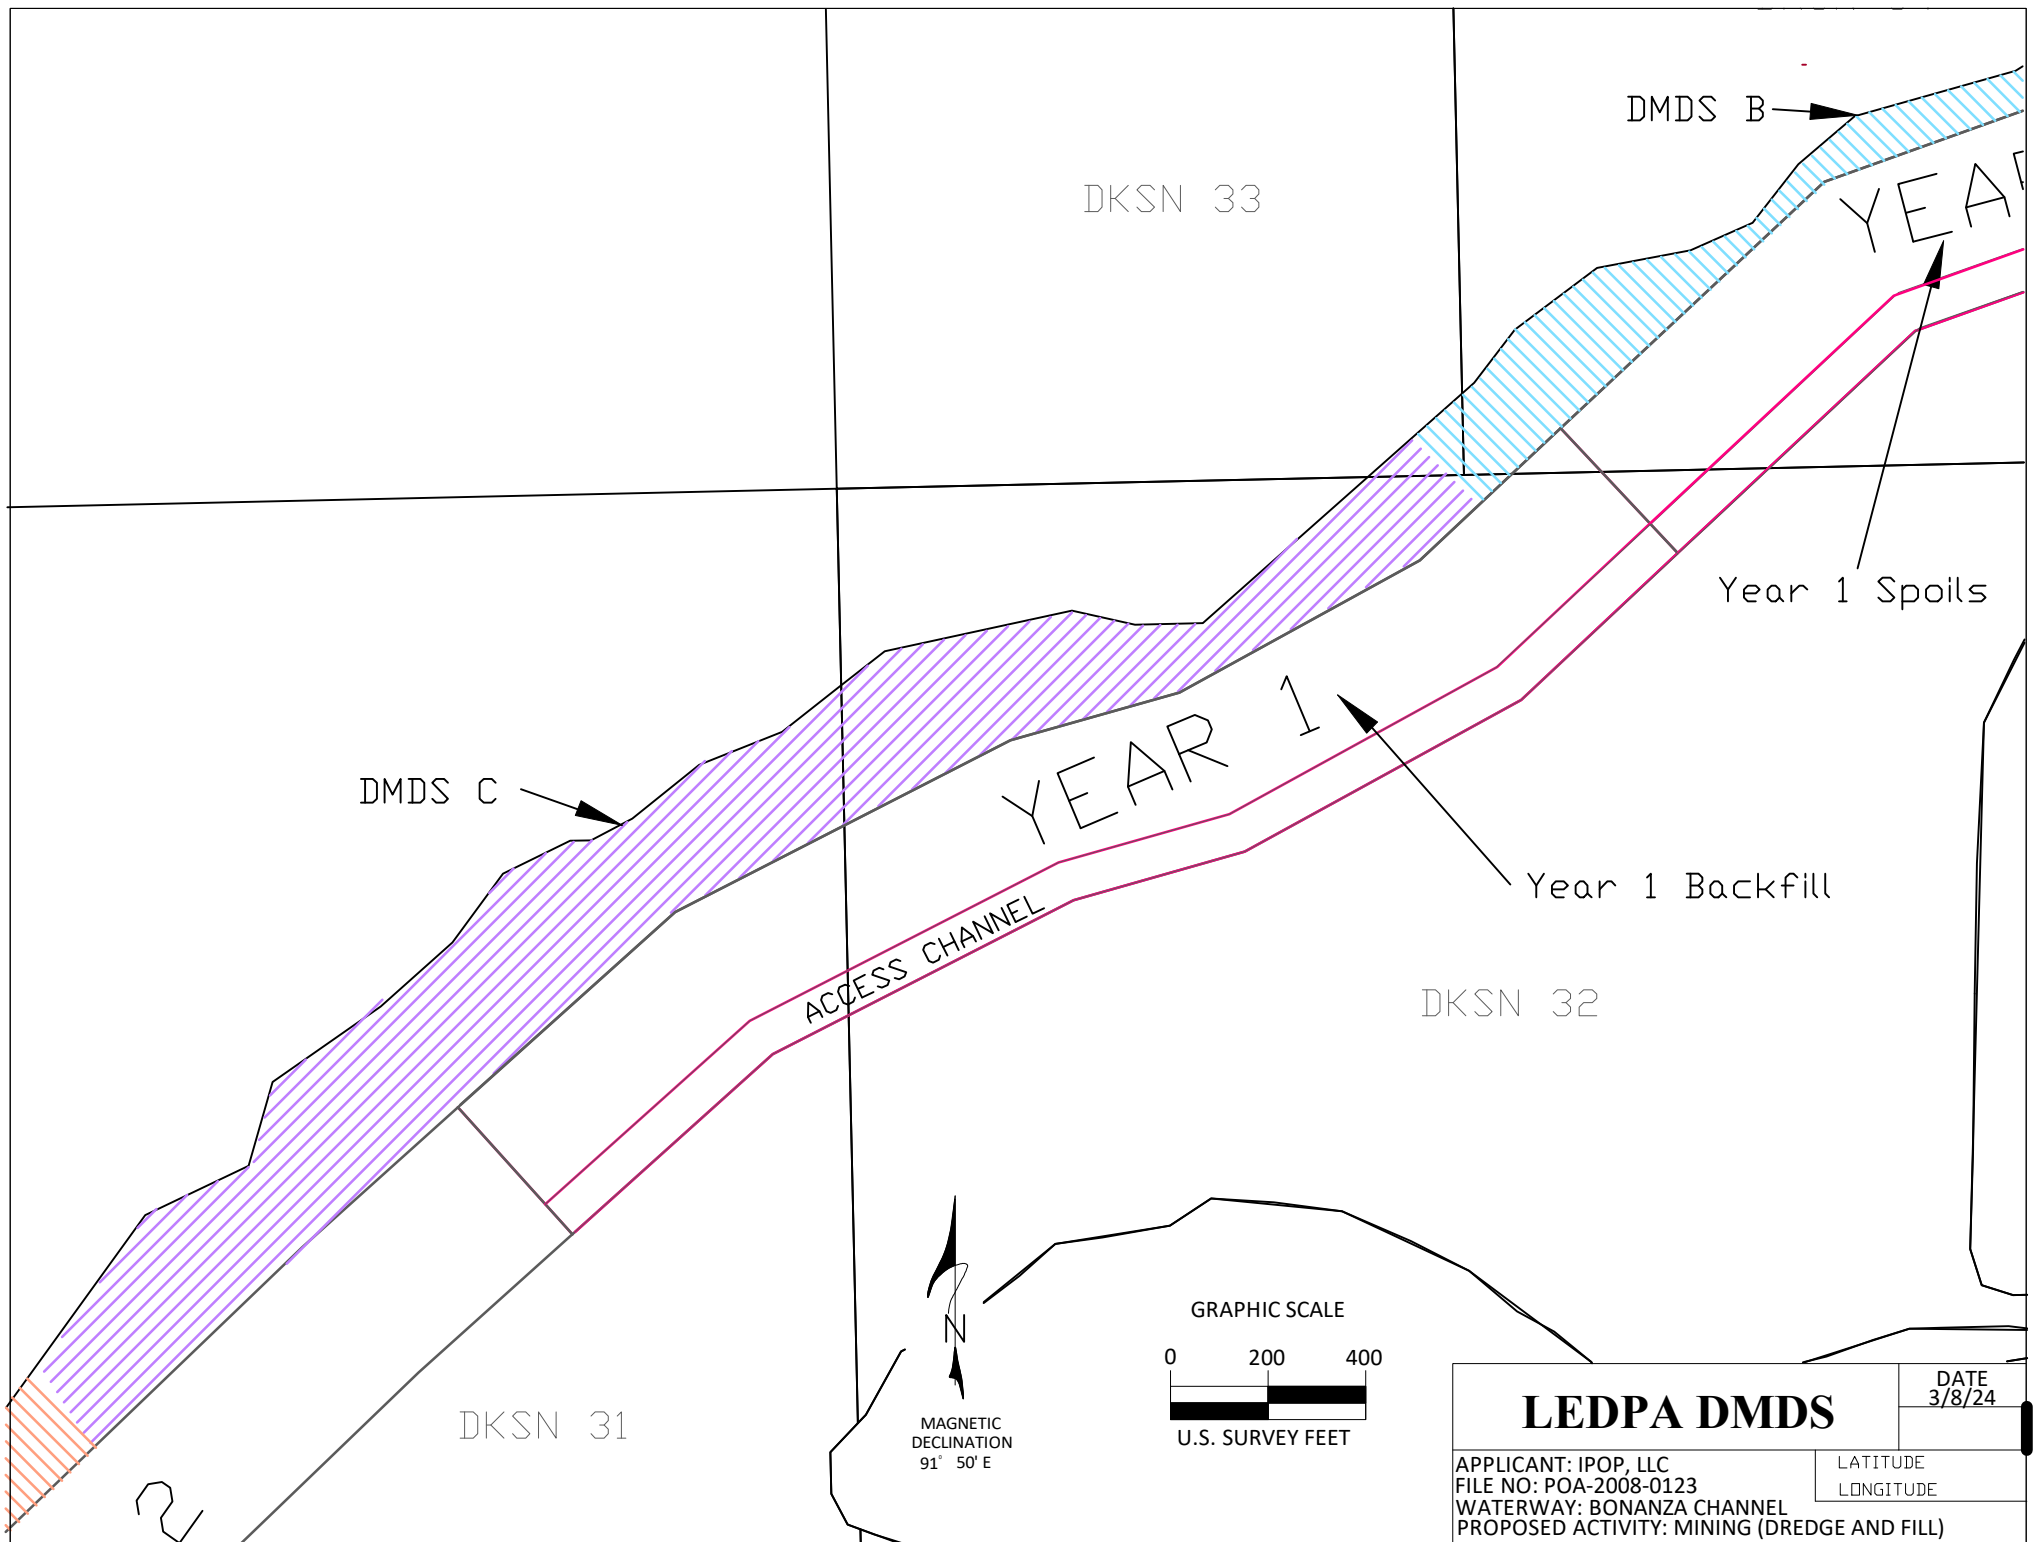 DMDS B
DKSN 33
YEAR
Year 1 Spoils
YEAR 1
DMDS C
Year 1 Backfill
ACCESS CHANNEL
DKSN 32
N
GRAPHIC SCALE
0 200 400
U.S. SURVEY FEET
MAGNETIC
DECLINATION
91° 50' E
DKSN 31
2
LEDPA DMDS
DATE
3/8/24
APPLICANT: IPOP, LLC
FILE NO: POA-2008-0123
WATERWAY: BONANZA CHANNEL
PROPOSED ACTIVITY: MINING (DREDGE AND FILL)
LATITUDE
LONGITUDE